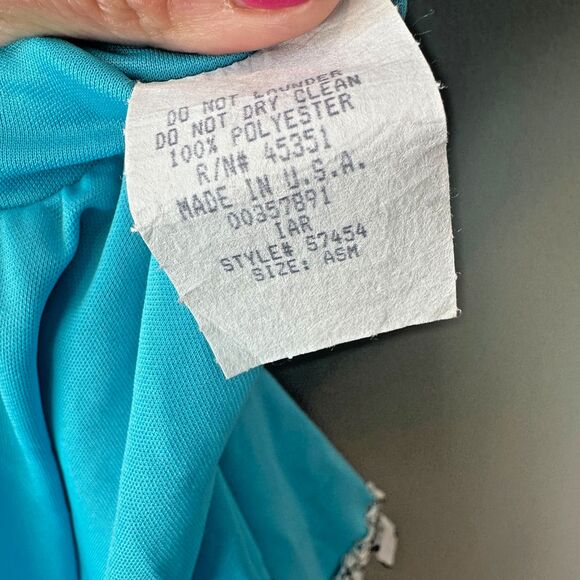 DO NOT LAUNDER
DO NOT DRY CLEAN
100% POLYESTER
R/N# 45351
MADE IN U.S.A.
00357891
IAR
STYLE# 57454
SIZE: ASM